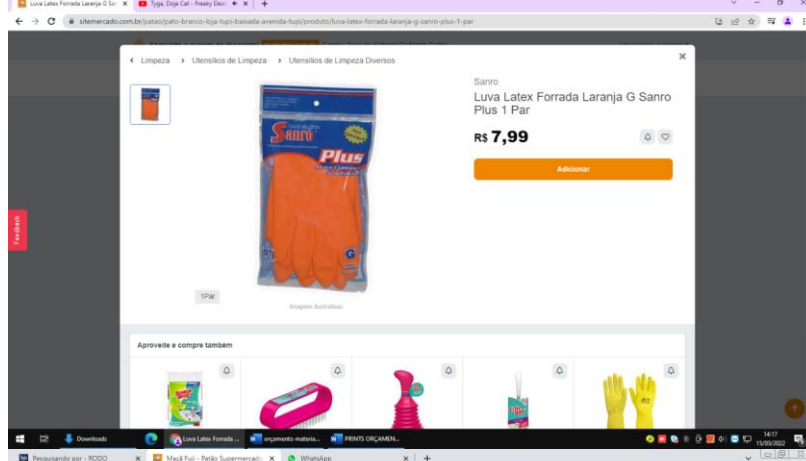 Luva Latex Forrada Laranja G Sa
Tyga, Doja Cat - Freaky Dea
sitemercado.com.br/patao/pato-branco-loja-tupi-baixada-avenida-tupi/produto/luva-latex-forrada-laranja-g-sanro-plus-1-par
Limpeza > Utensílios de Limpeza > Utensílios de Limpeza Diversos
Sanro
Luva Latex Forrada Laranja G Sanro
Plus 1 Par
R$ 7,99
Adicionar
Sanro
Plus
G
Feedback
1Par
Imagens ilustrativas
Aproveite e compre também
Downloads
Luva Latex Forrada ...
orçamento materia...
PRINTS ORÇAMEN...
14:17
15/03/2022
Pesquisando por - RODO
Maçã Fuji - Patão Supermercado
WhatsApp